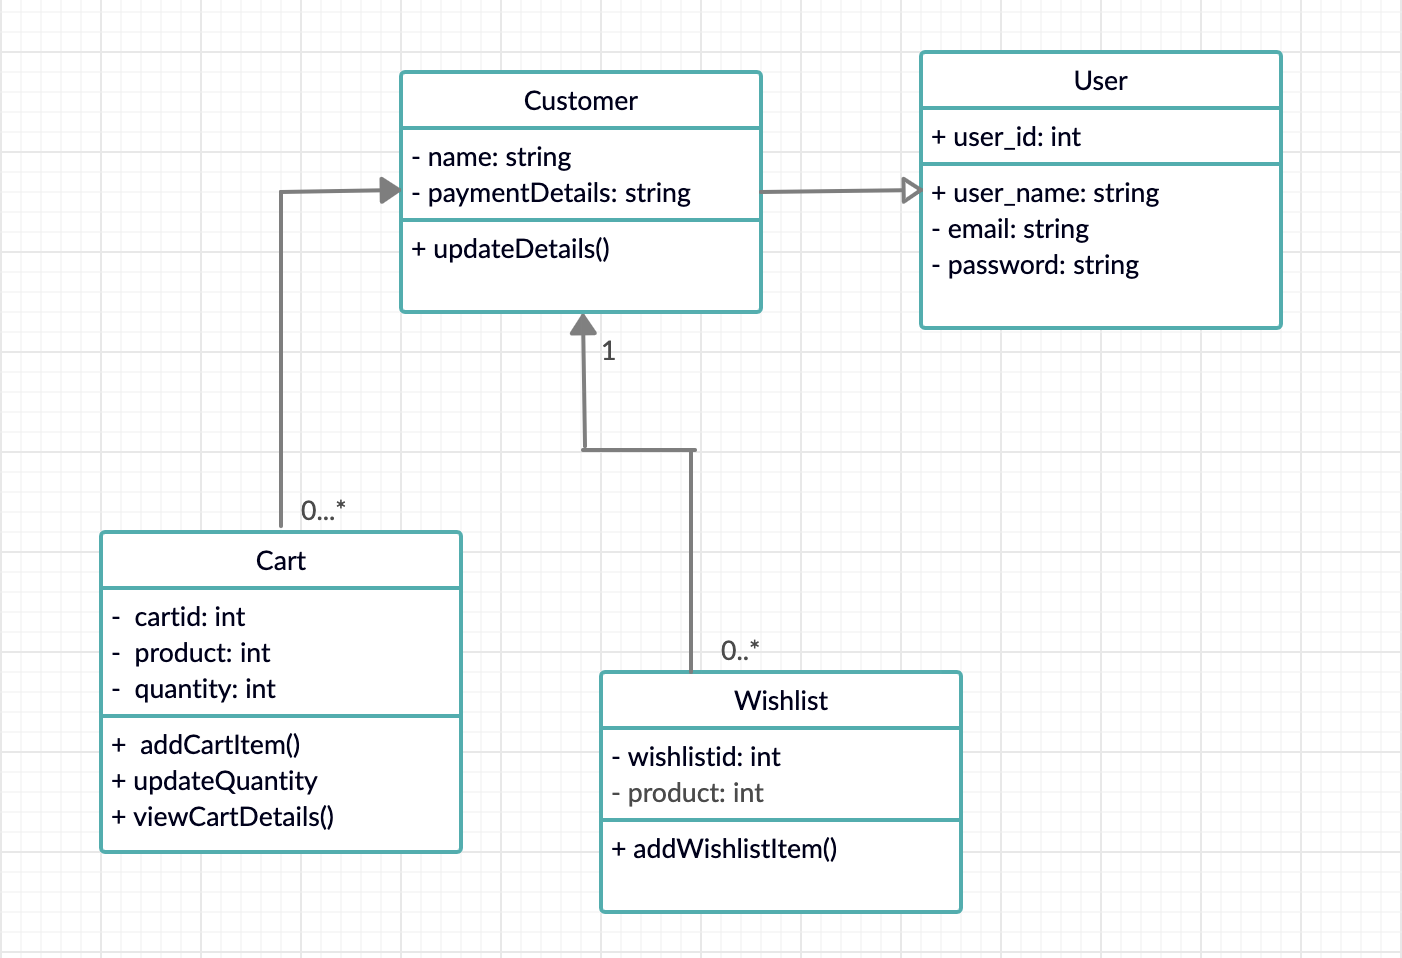 Customer
- name: string
- paymentDetails: string
+ updateDetails()
User
+ user_id: int
+ user_name: string
- email: string
- password: string
1
0...*
Cart
- cartid: int
- product: int
- quantity: int
+ addCartItem()
+ updateQuantity
+ viewCartDetails()
0..*
Wishlist
- wishlistid: int
- product: int
+ addWishlistItem()